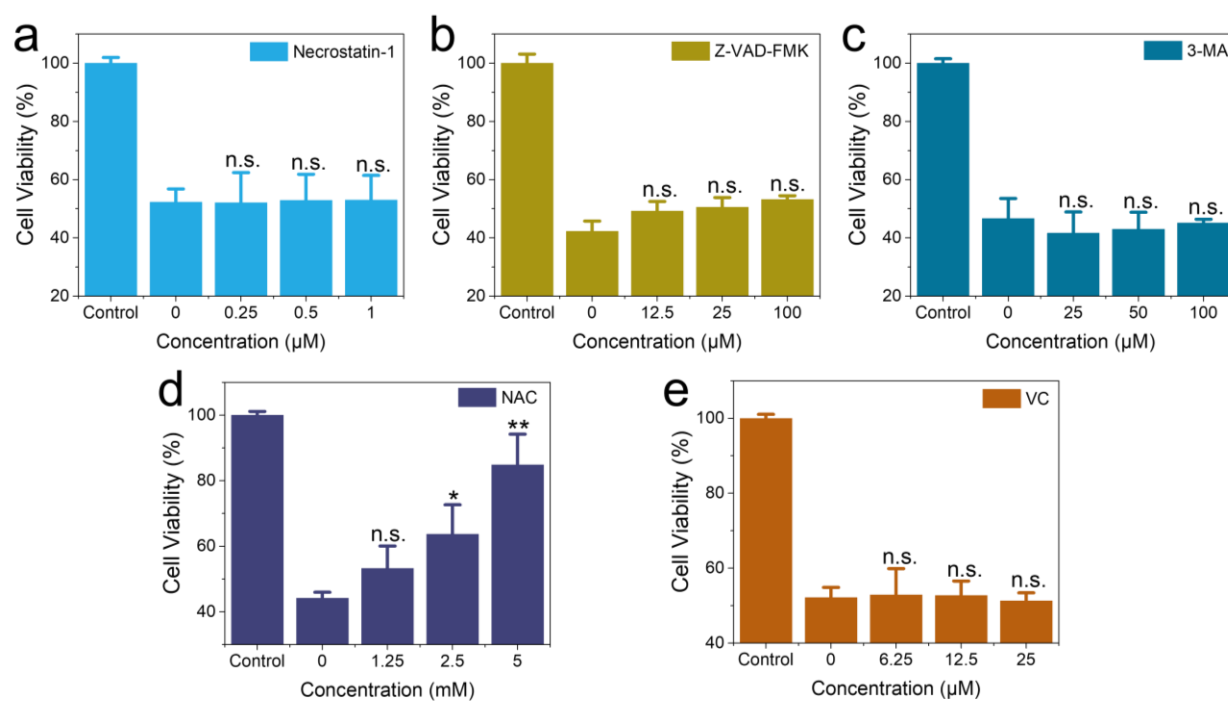 a
Necrostatin-1
Cell Viability (%)
100
80
60
40
20
n.s.
n.s.
n.s.
Control
0
0.25
0.5
1
Concentration (µM)
b
Z-VAD-FMK
Cell Viability (%)
100
80
60
40
20
n.s.
n.s.
n.s.
Control
0
12.5
25
100
Concentration (µM)
c
3-MA
Cell Viability (%)
100
80
60
40
20
n.s.
n.s.
n.s.
Control
0
25
50
100
Concentration (µM)
d
NAC
Cell Viability (%)
100
80
60
40
n.s.
*
**
Control
0
1.25
2.5
5
Concentration (mM)
e
VC
Cell Viability (%)
100
80
60
40
n.s.
n.s.
n.s.
Control
0
6.25
12.5
25
Concentration (µM)